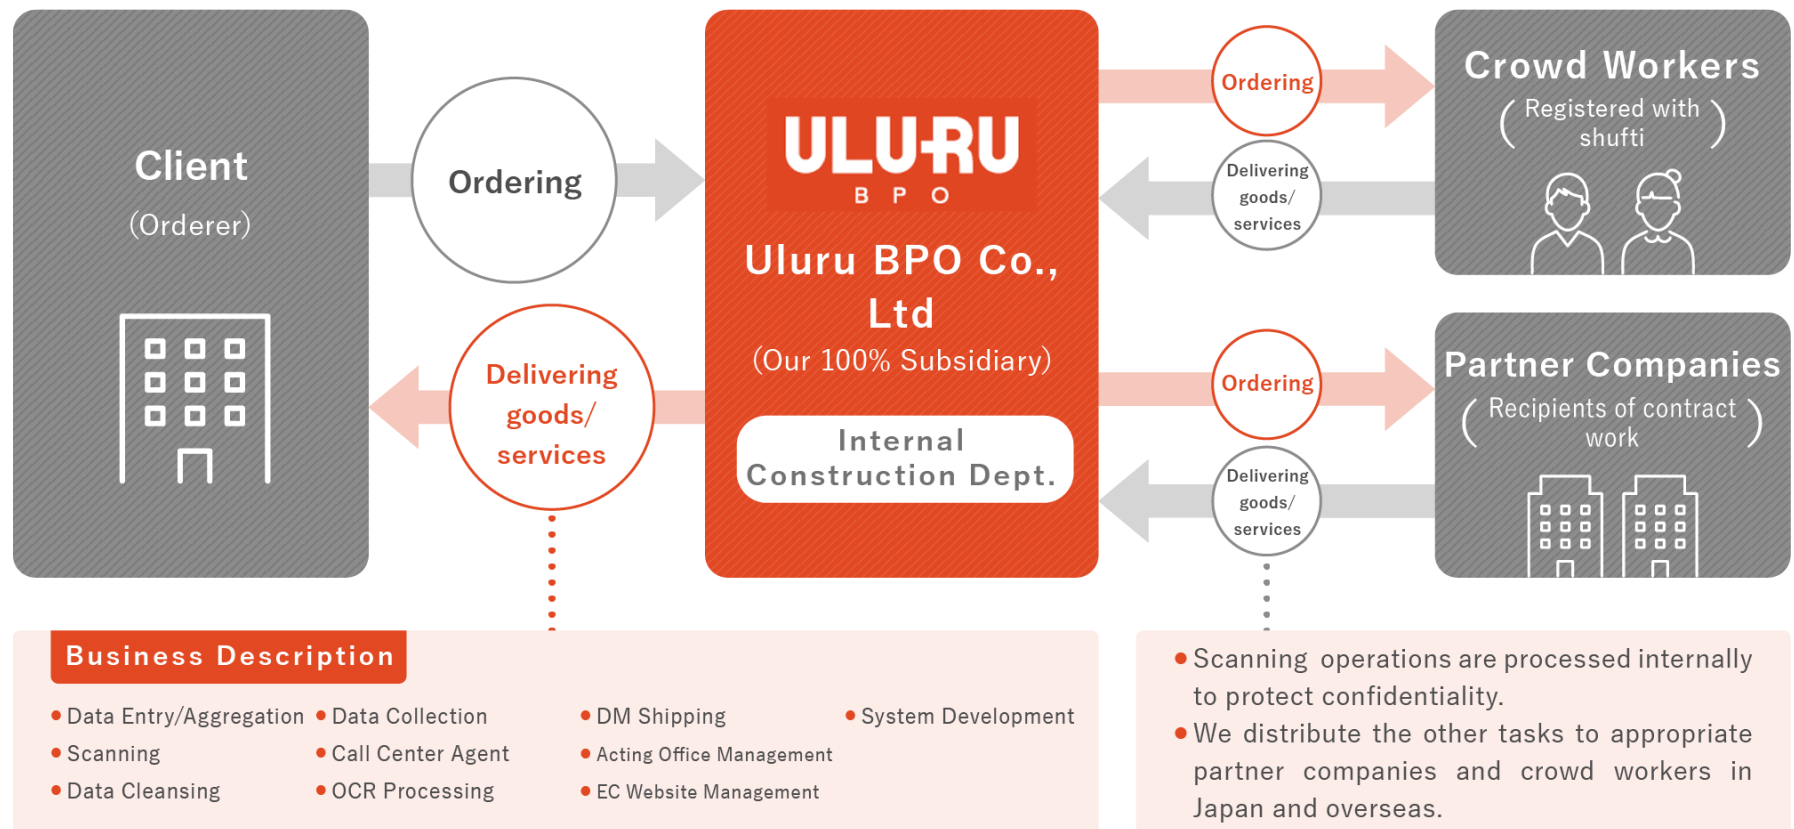 Client
(Orderer)
Ordering
Delivering
goods/
services
ULURU
BPO
Uluru BPO Co.,
Ltd
(Our 100% Subsidiary)
Internal
Construction Dept.
Ordering
Delivering
goods/
services
Crowd Workers
(Registered with
shufti)
Ordering
Delivering
goods/
services
Partner Companies
(Recipients of contract
work)
Business Description
• Data Entry/Aggregation
• Scanning
• Data Cleansing
• Data Collection
• Call Center Agent
• OCR Processing
• DM Shipping
• Acting Office Management
• EC Website Management
• System Development
• Scanning operations are processed internally
to protect confidentiality.
• We distribute the other tasks to appropriate
partner companies and crowd workers in
Japan and overseas.